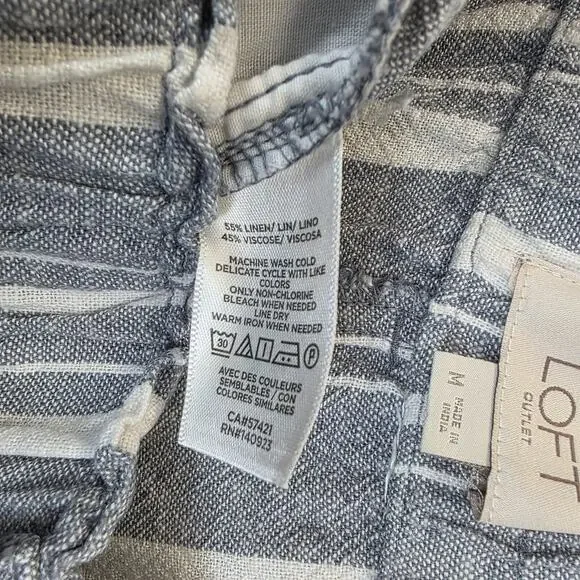 55% LINEN/ LIN/ LINO
45% VISCOSE/ VISCOSA
MACHINE WASH COLD
DELICATE CYCLE WITH LIKE
COLORS
ONLY NON-CHLORINE
BLEACH WHEN NEEDED
LINE DRY
WARM IRON WHEN NEEDED
30 P
AVEC DES COULEURS
SEMBLABLES / CON
COLORES SIMILARES
CA#57421
RN#140923
M MADE IN
INDIA
LOFT
OUTLET